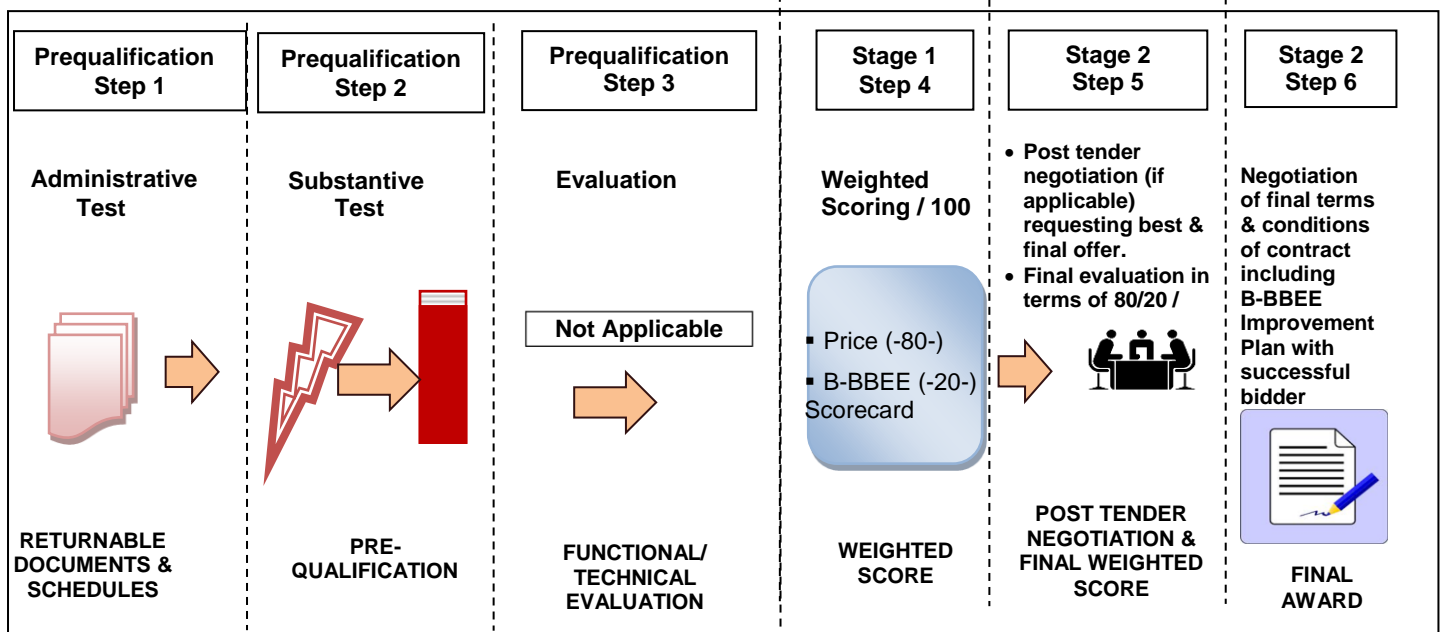 Prequalification
Step 1
Administrative
Test
RETURNABLE
DOCUMENTS &
SCHEDULES
Prequalification
Step 2
Substantive
Test
PRE-
QUALIFICATION
Prequalification
Step 3
Evaluation
Not Applicable
FUNCTIONAL/
TECHNICAL
EVALUATION
Stage 1
Step 4
Weighted
Scoring / 100
▪ Price (-80-)
▪ B-BBEE (-20-)
Scorecard
WEIGHTED
SCORE
Stage 2
Step 5
• Post tender
negotiation (if
applicable)
requesting best &
final offer.
• Final evaluation in
terms of 80/20 /
POST TENDER
NEGOTIATION &
FINAL WEIGHTED
SCORE
Stage 2
Step 6
Negotiation
of final terms
& conditions
of contract
including
B-BBEE
Improvement
Plan with
successful
bidder
FINAL
AWARD